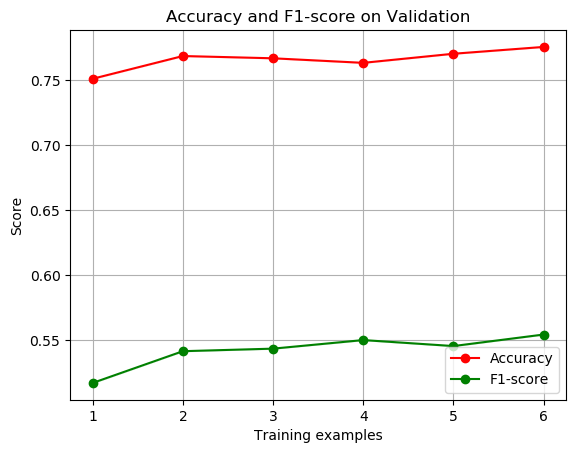 Accuracy and F1-score on Validation
0.75
0.70
0.65
0.60
0.55
Score
Accuracy
F1-score
1 2 3 4 5 6
Training examples